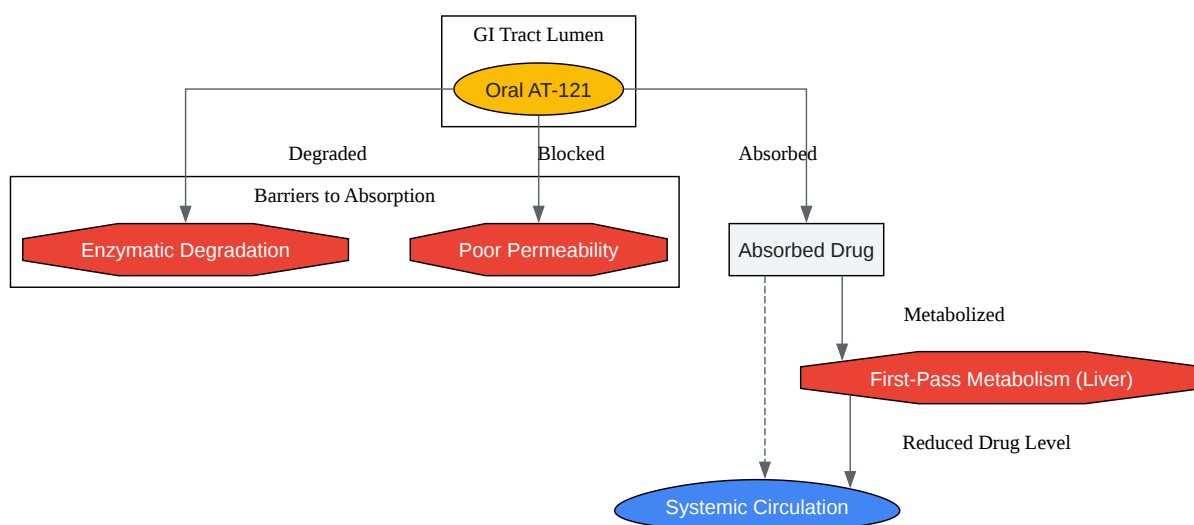 GI Tract Lumen
Oral AT-121
Degraded
Blocked
Absorbed
Barriers to Absorption
Enzymatic Degradation
Poor Permeability
Absorbed Drug
Metabolized
First-Pass Metabolism (Liver)
Reduced Drug Level
Systemic Circulation